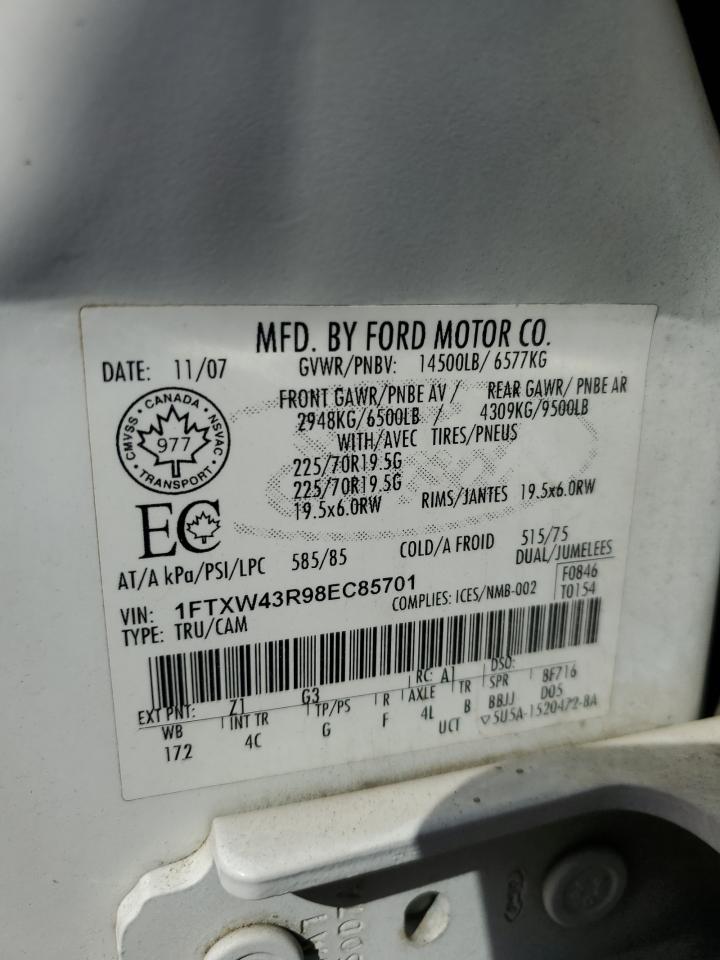 MFD. BY FORD MOTOR CO.
DATE: 11/07 GVWR/PNBV: 14500LB/ 6577KG
FRONT GAWR/PNBE AV / REAR GAWR/ PNBE AR
2948KG/6500LB / 4309KG/9500LB
WITH/AVEC TIRES/PNEUS
225/70R19.5G
225/70R19.5G
19.5x6.0RW RIMS/JANTES 19.5x6.0RW
CANADA
CMVSS NSVAC
977
TRANSPORT
EC
AT/A kPa/PSI/LPC 585/85 COLD/A FROID 515/75
DUAL/JUMELEES
VIN: 1FTXW43R98EC85701 COMPLIES: ICES/NMB-002 F0846
TYPE: TRU/CAM T0154
EXT PNT: Z1 G3 RC: A1 DSO:
WB INT TR TP/PS R AXLE TR SPR 8F716
172 4C G F 4L B BBJJ D05
UCT ▽5U5A-1520472-BA